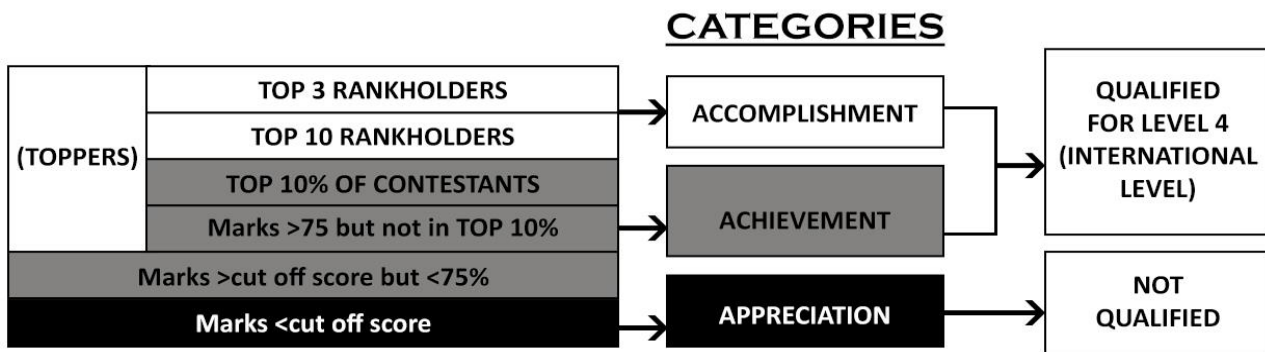 CATEGORIES
(TOPPERS)
TOP 3 RANKHOLDERS
TOP 10 RANKHOLDERS
TOP 10% OF CONTESTANTS
Marks >75 but not in TOP 10%
Marks >cut off score but <75%
Marks <cut off score
ACCOMPLISHMENT
ACHIEVEMENT
APPRECIATION
QUALIFIED
FOR LEVEL 4
(INTERNATIONAL
LEVEL)
NOT
QUALIFIED